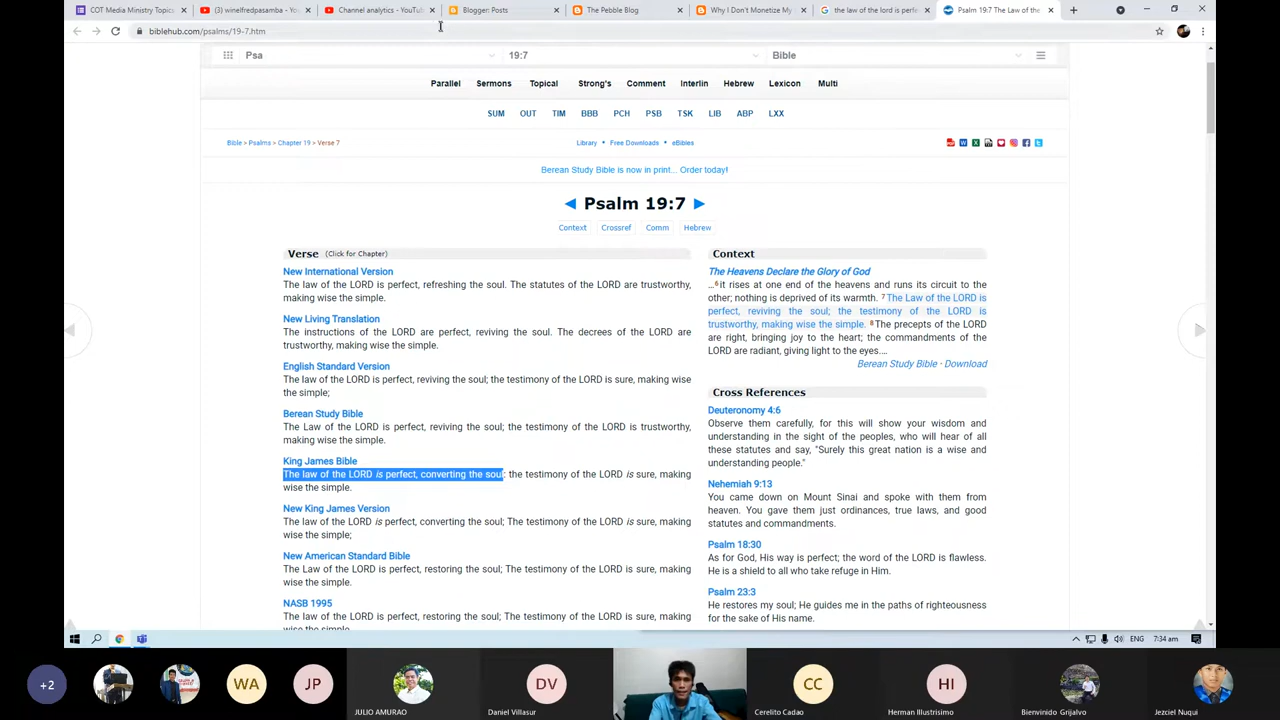 COT Media Ministry Topics
(3) winelfredpasamba - You
Channel analytics - YouTube
Blogger: Posts
The Pebble Blog
Why I Don't Monetize My
the law of the lord is perfe
Psalm 19:7 The Law of the
biblehub.com/psalms/19-7.htm
Psa
19:7
Bible
Parallel Sermons Topical Strong's Comment Interlin Hebrew Lexicon Multi
SUM OUT TIM BBB PCH PSB TSK LIB ABP LXX
Bible > Psalms > Chapter 19 > Verse 7
Library • Free Downloads • eBibles
Berean Study Bible is now in print... Order today!
◄ Psalm 19:7 ►
Context Crossref Comm Hebrew
Verse (Click for Chapter)
New International Version
The law of the LORD is perfect, refreshing the soul. The statutes of the LORD are trustworthy,
making wise the simple.
New Living Translation
The instructions of the LORD are perfect, reviving the soul. The decrees of the LORD are
trustworthy, making wise the simple.
English Standard Version
The law of the LORD is perfect, reviving the soul; the testimony of the LORD is sure, making wise
the simple;
Berean Study Bible
The Law of the LORD is perfect, reviving the soul; the testimony of the LORD is trustworthy,
making wise the simple.
King James Bible
The law of the LORD is perfect, converting the soul: the testimony of the LORD is sure, making
wise the simple.
New King James Version
The law of the LORD is perfect, converting the soul; The testimony of the LORD is sure, making
wise the simple;
New American Standard Bible
The Law of the LORD is perfect, restoring the soul; The testimony of the LORD is sure, making
wise the simple.
NASB 1995
The law of the LORD is perfect, restoring the soul; The testimony of the LORD is sure, making
wise the simple.
Context
The Heavens Declare the Glory of God
…6it rises at one end of the heavens and runs its circuit to the
other; nothing is deprived of its warmth. 7The Law of the LORD is
perfect, reviving the soul; the testimony of the LORD is
trustworthy, making wise the simple. 8The precepts of the LORD
are right, bringing joy to the heart; the commandments of the
LORD are radiant, giving light to the eyes.…
Berean Study Bible · Download
Cross References
Deuteronomy 4:6
Observe them carefully, for this will show your wisdom and
understanding in the sight of the peoples, who will hear of all
these statutes and say, "Surely this great nation is a wise and
understanding people."
Nehemiah 9:13
You came down on Mount Sinai and spoke with them from
heaven. You gave them just ordinances, true laws, and good
statutes and commandments.
Psalm 18:30
As for God, His way is perfect; the word of the LORD is flawless.
He is a shield to all who take refuge in Him.
Psalm 23:3
He restores my soul; He guides me in the paths of righteousness
for the sake of His name.
ENG 7:34 am
+2
WA
JP
JULIO AMURAO
DV
Daniel Villasur
CC
Cerelito Cadao
HI
Herman Illustrisimo
Bienvinido Grijalvo
Jezciel Nuqui